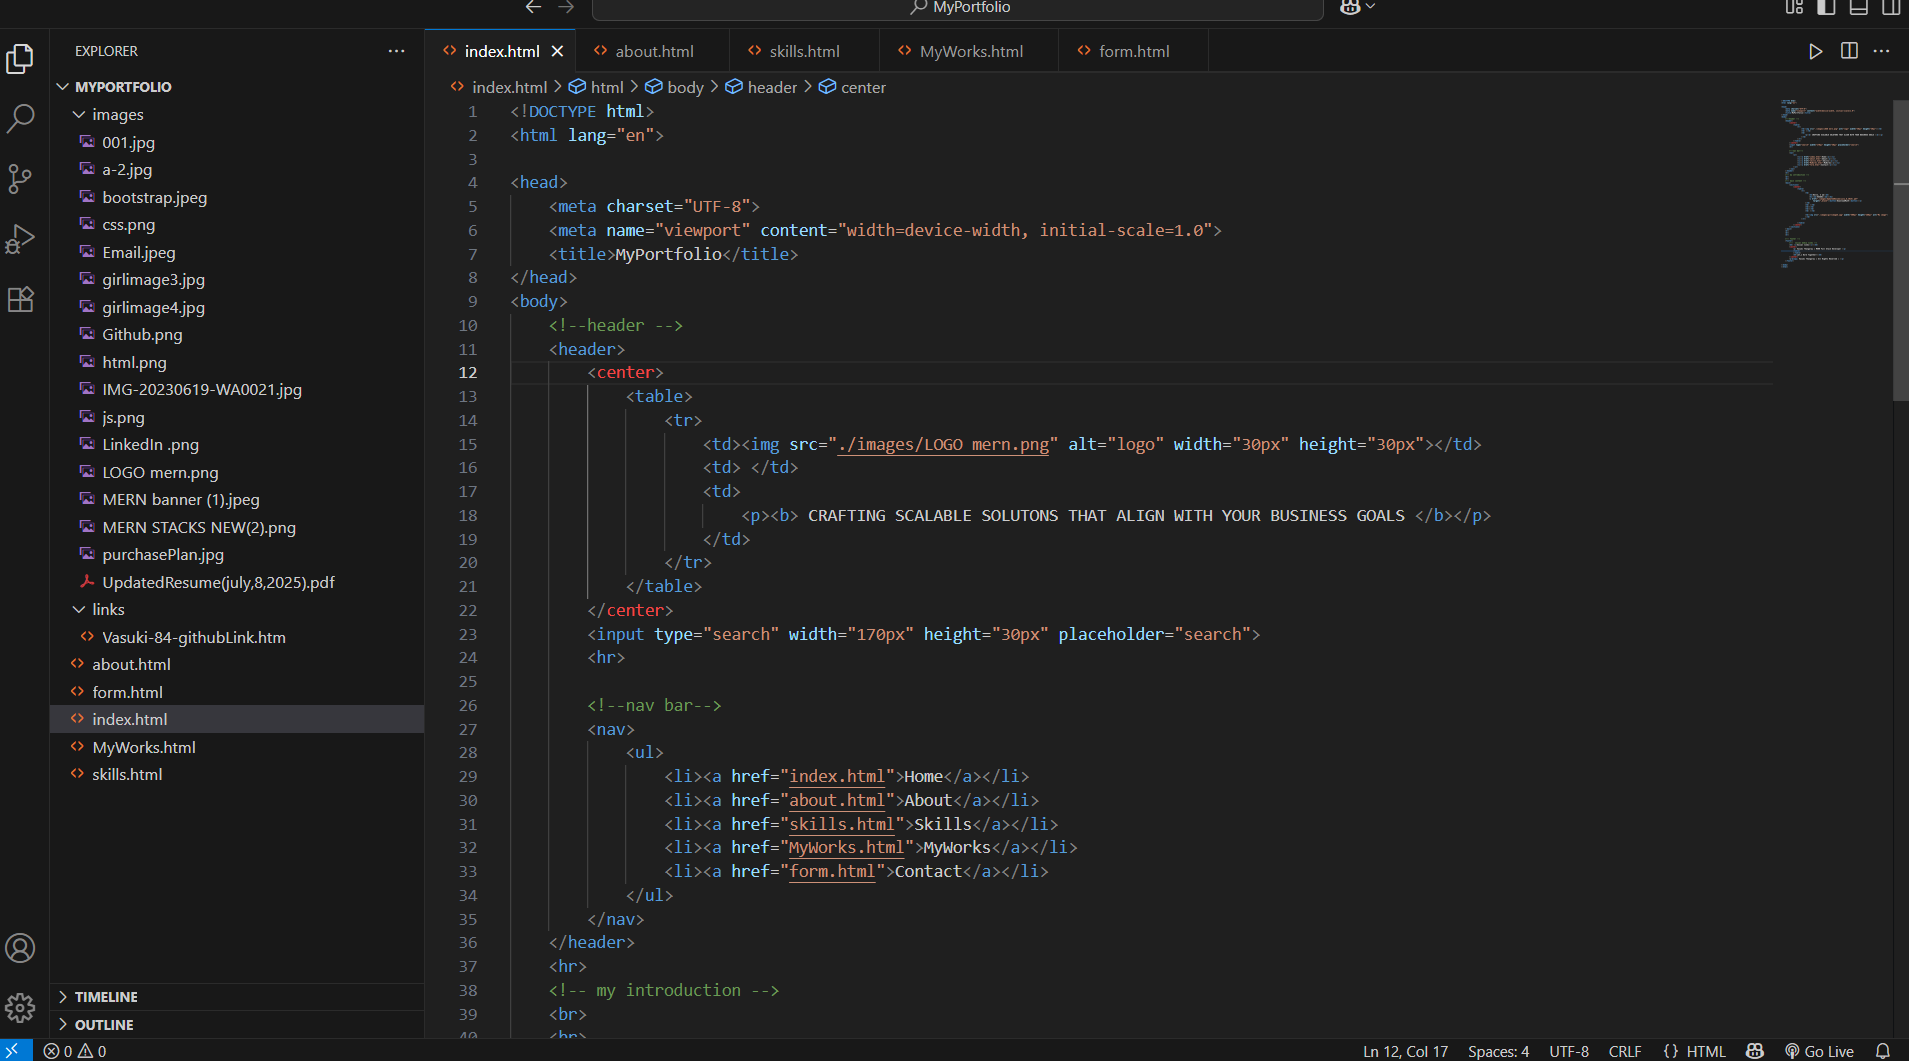 MyPortfolio
EXPLORER
MYPORTFOLIO
images
001.jpg
a-2.jpg
bootstrap.jpeg
css.png
Email.jpeg
girlimage3.jpg
girlimage4.jpg
Github.png
html.png
IMG-20230619-WA0021.jpg
js.png
LinkedIn .png
LOGO mern.png
MERN banner (1).jpeg
MERN STACKS NEW(2).png
purchasePlan.jpg
UpdatedResume(july,8,2025).pdf
links
Vasuki-84-githubLink.htm
about.html
form.html
index.html
MyWorks.html
skills.html
TIMELINE
OUTLINE
index.html about.html skills.html MyWorks.html form.html
index.html > html > body > header > center
1 <!DOCTYPE html>
2 <html lang="en">
3
4 <head>
5 <meta charset="UTF-8">
6 <meta name="viewport" content="width=device-width, initial-scale=1.0">
7 <title>MyPortfolio</title>
8 </head>
9 <body>
10 <!--header -->
11 <header>
12 <center>
13 <table>
14 <tr>
15 <td><img src="./images/LOGO mern.png" alt="logo" width="30px" height="30px"></td>
16 <td> </td>
17 <td>
18 <p><b> CRAFTING SCALABLE SOLUTONS THAT ALIGN WITH YOUR BUSINESS GOALS </b></p>
19 </td>
20 </tr>
21 </table>
22 </center>
23 <input type="search" width="170px" height="30px" placeholder="search">
24 <hr>
25
26 <!--nav bar-->
27 <nav>
28 <ul>
29 <li><a href="index.html">Home</a></li>
30 <li><a href="about.html">About</a></li>
31 <li><a href="skills.html">Skills</a></li>
32 <li><a href="MyWorks.html">MyWorks</a></li>
33 <li><a href="form.html">Contact</a></li>
34 </ul>
35 </nav>
36 </header>
37 <hr>
38 <!-- my introduction -->
39 <br>
40 <br>
0 0 Ln 12, Col 17 Spaces: 4 UTF-8 CRLF {} HTML Go Live